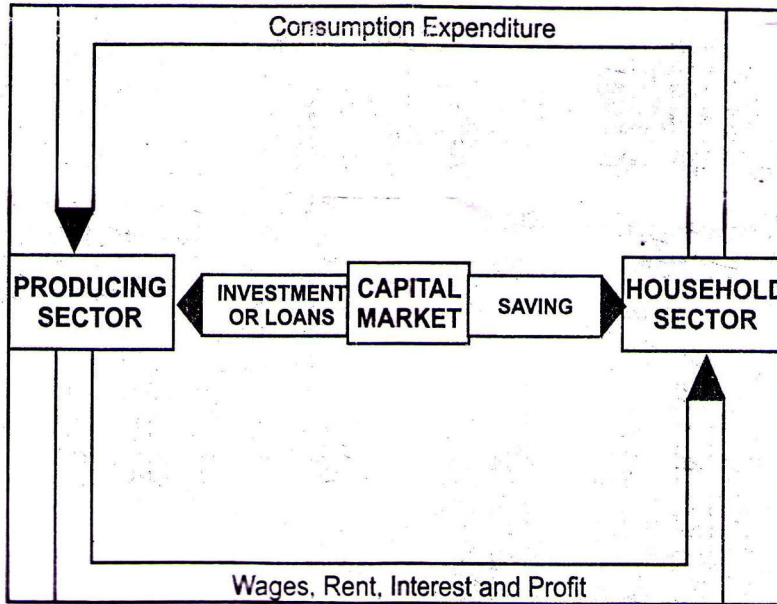 Consumption Expenditure
PRODUCING
SECTOR
INVESTMENT
OR LOANS
CAPITAL
MARKET
SAVING
HOUSEHOLD
SECTOR
Wages, Rent, Interest and Profit